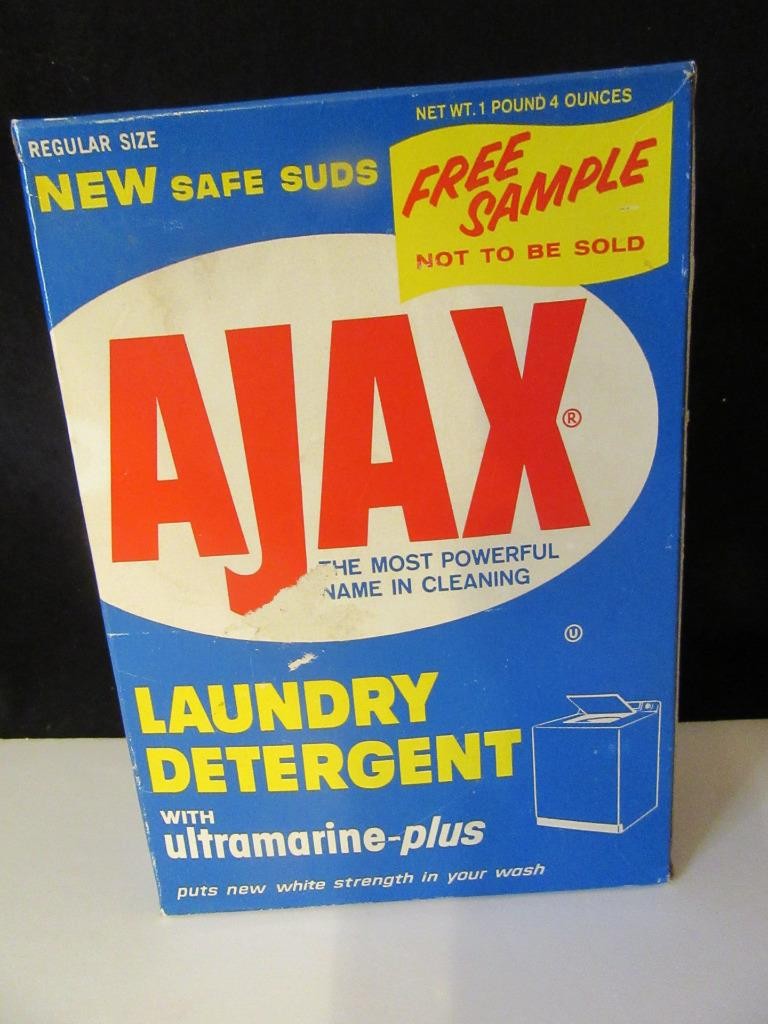 REGULAR SIZE
NET WT. 1 POUND 4 OUNCES
NEW SAFE SUDS
FREE
SAMPLE
NOT TO BE SOLD
AJAX®
THE MOST POWERFUL
NAME IN CLEANING
Ⓤ
LAUNDRY
DETERGENT
WITH
ultramarine-plus
puts new white strength in your wash